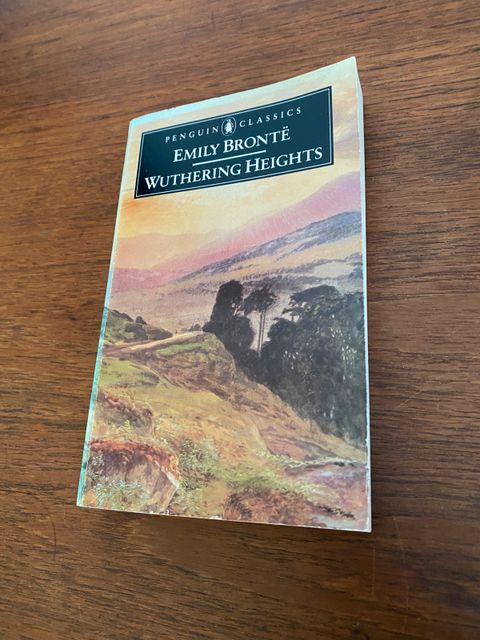 PENGUIN CLASSICS
EMILY BRONTË
WUTHERING HEIGHTS